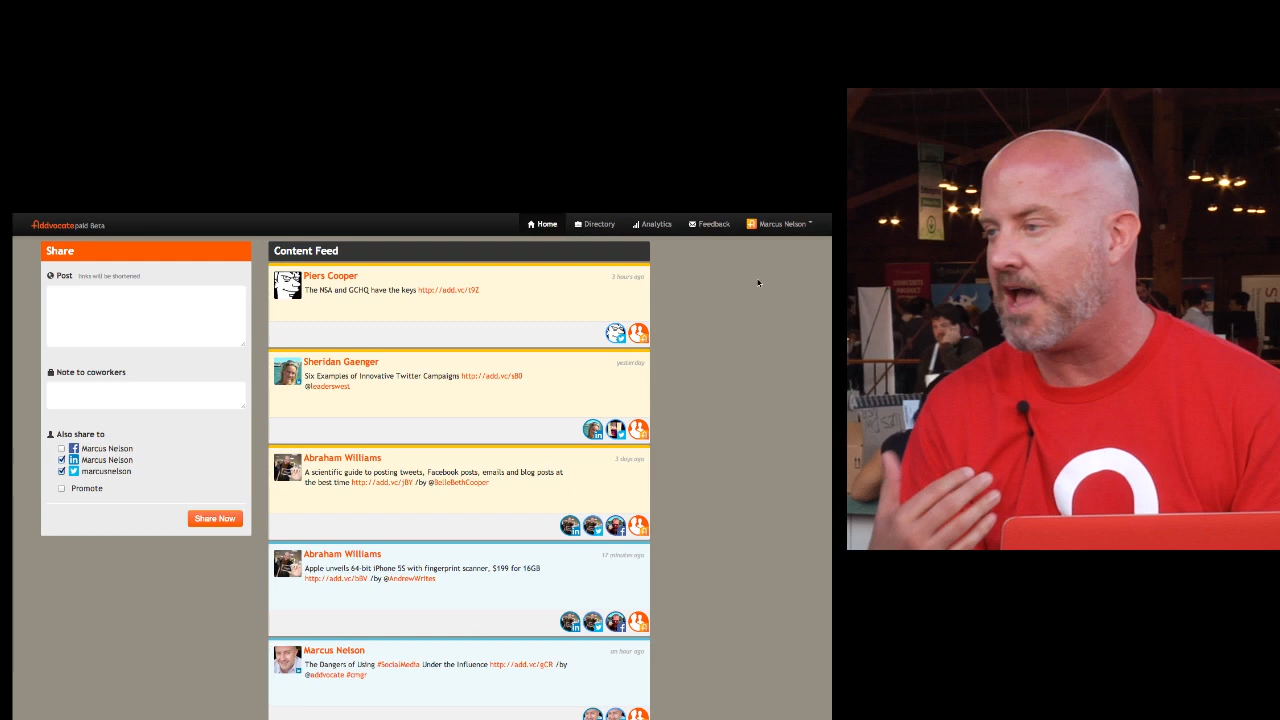 Addvocate paid Beta
Home
Directory
Analytics
Feedback
Marcus Nelson
Share
Post links will be shortened
Note to coworkers
Also share to
Marcus Nelson
Marcus Nelson
marcusnelson
Promote
Share Now
Content Feed
Piers Cooper
3 hours ago
The NSA and GCHQ have the keys http://add.vc/t9Z
Sheridan Gaenger
yesterday
Six Examples of Innovative Twitter Campaigns http://add.vc/sB0
@leaderswest
Abraham Williams
3 days ago
A scientific guide to posting tweets, Facebook posts, emails and blog posts at
the best time http://add.vc/jBY /by @BelleBethCooper
Abraham Williams
17 minutes ago
Apple unveils 64-bit iPhone 5S with fingerprint scanner, $199 for 16GB
http://add.vc/bBV /by @AndrewWrites
Marcus Nelson
an hour ago
The Dangers of Using #SocialMedia Under the Influence http://add.vc/gCR /by
@addvocate #cmgr